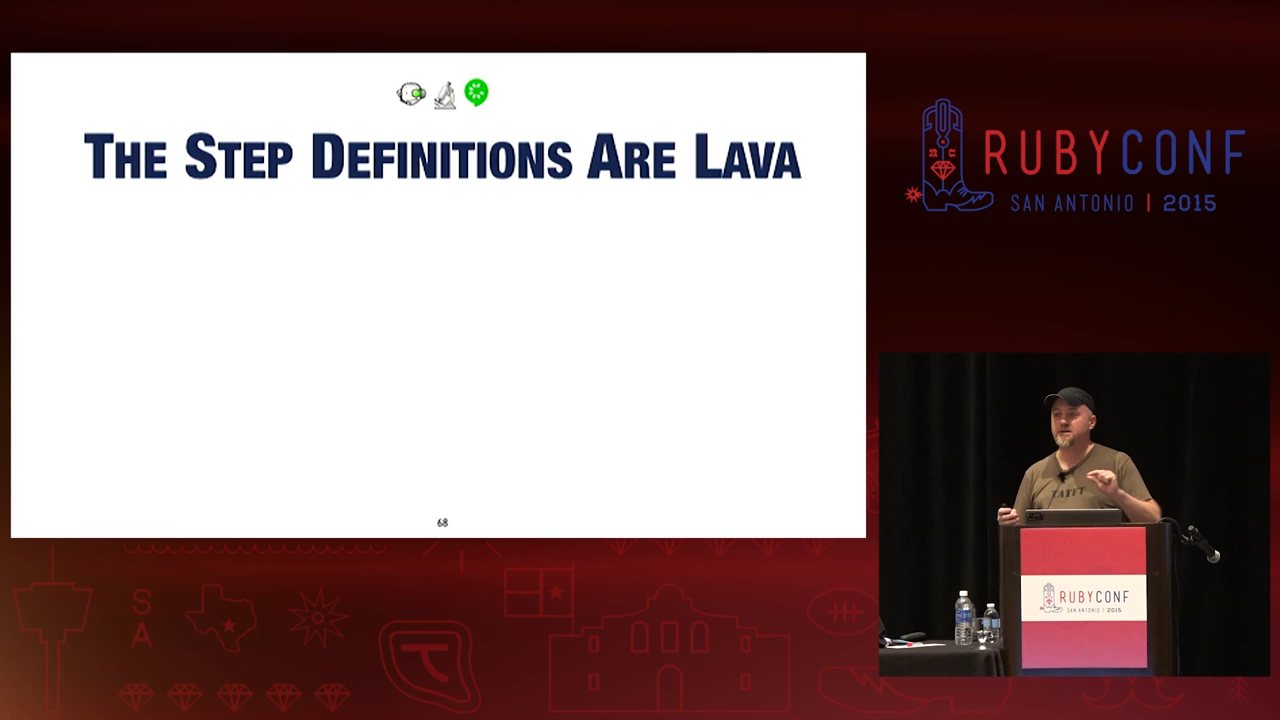 THE STEP DEFINITIONS ARE LAVA
68
RUBYCONF
SAN ANTONIO | 2015
RUBYCONF
SAN ANTONIO | 2015
S
A